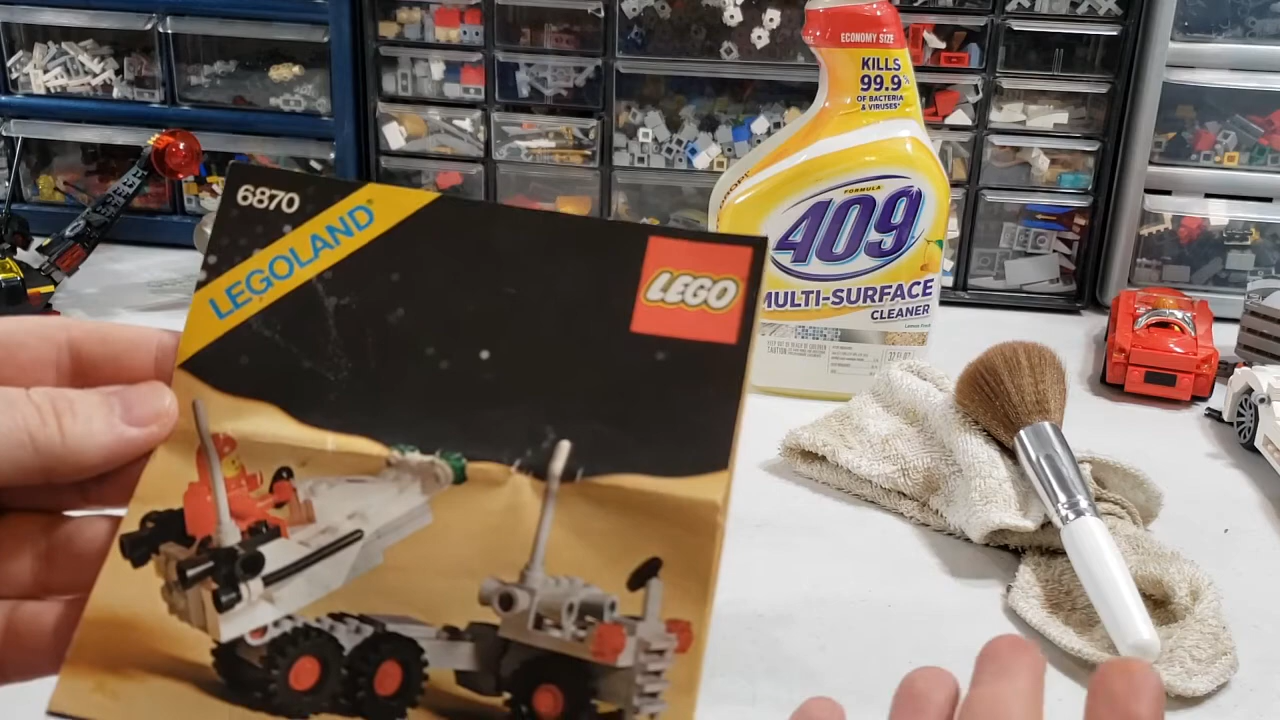 6870
LEGOLAND®
LEGO
ECONOMY SIZE
KILLS
99.9%
OF BACTERIA
& VIRUSES*
FORMULA
409
MULTI-SURFACE
CLEANER